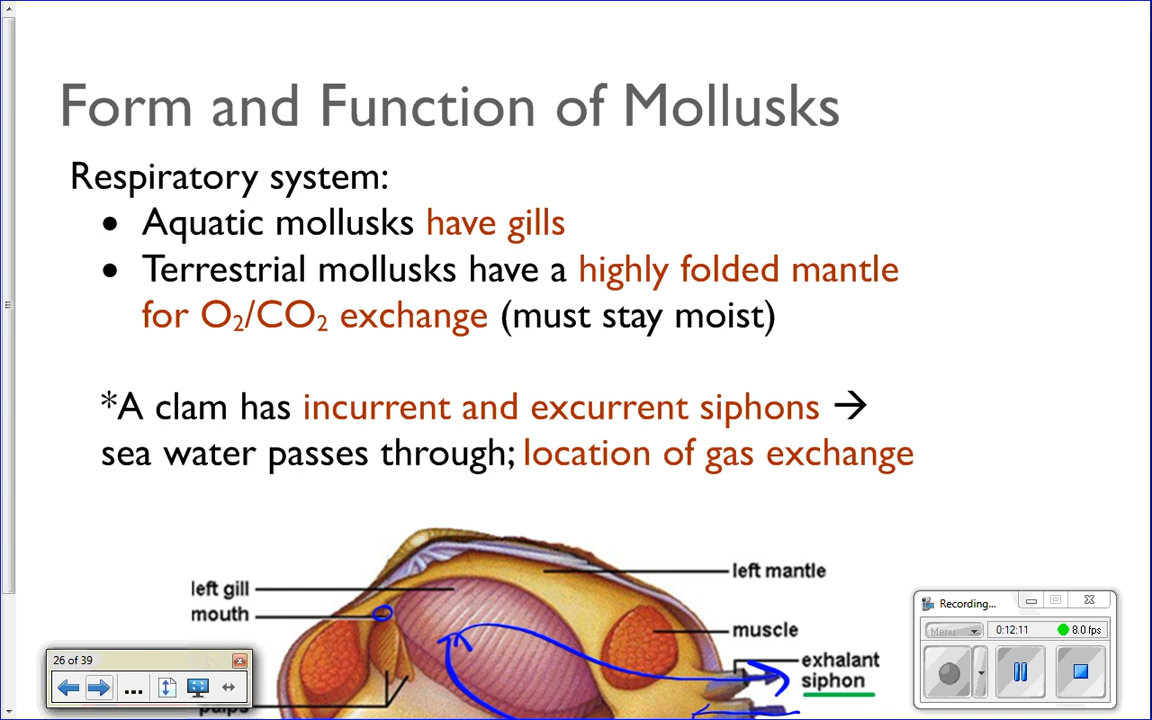 Form and Function of Mollusks
Respiratory system:
• Aquatic mollusks have gills
• Terrestrial mollusks have a highly folded mantle
for O₂/CO₂ exchange (must stay moist)
*A clam has incurrent and excurrent siphons →
sea water passes through; location of gas exchange
left gill
mouth
palps
left mantle
muscle
exhalant
siphon
26 of 39
...
Recording...
Menu
0:12:11
8.0 fps